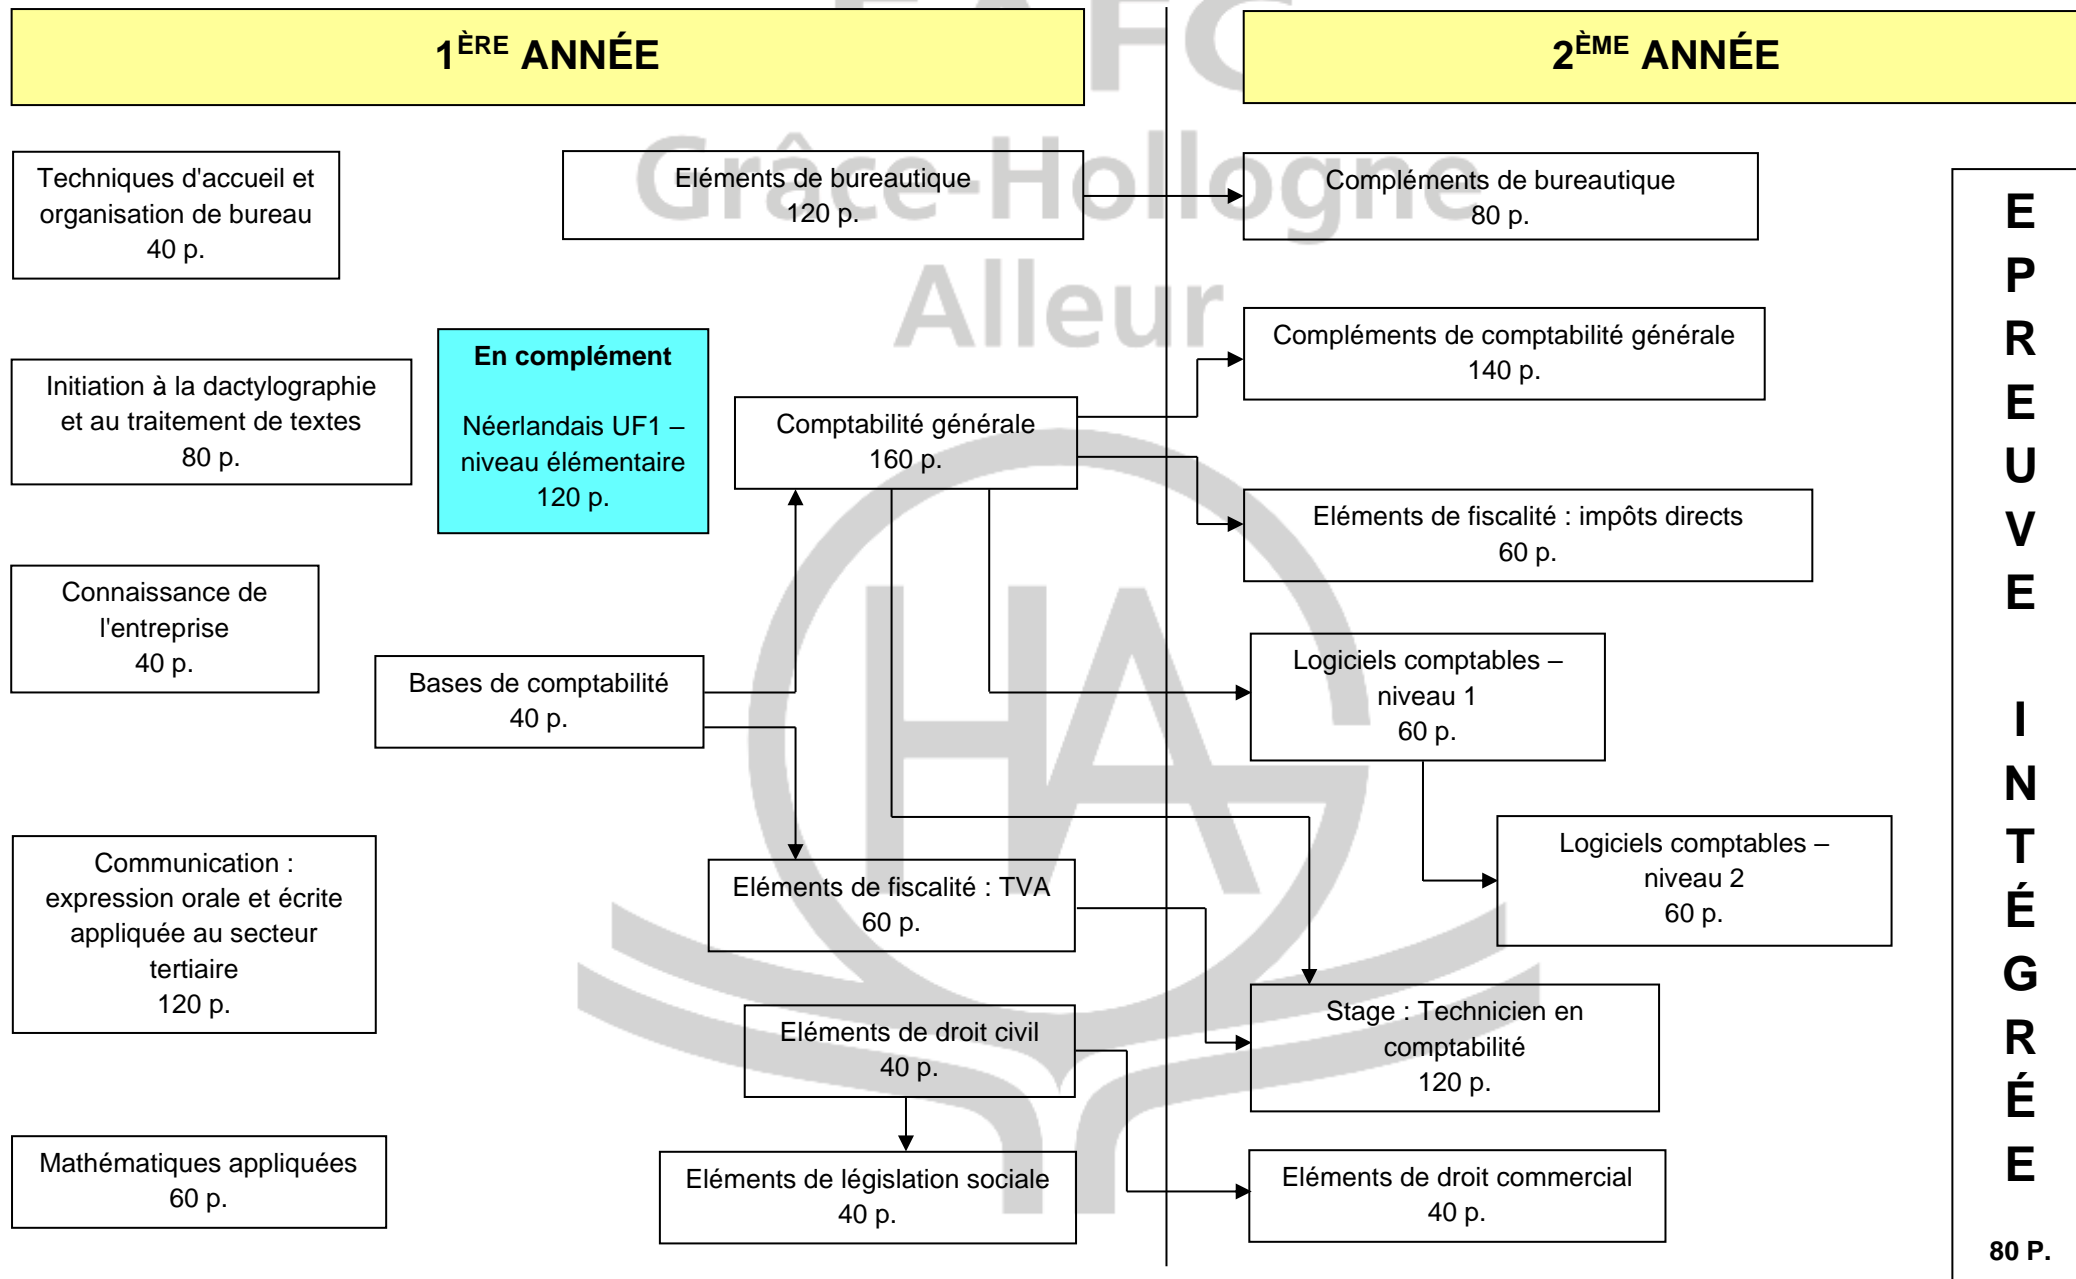 1ÈRE ANNÉE
2ÈME ANNÉE
Grâce-Hollogne
Alleur
HA
Techniques d'accueil et
organisation de bureau
40 p.
Eléments de bureautique
120 p.
Compléments de bureautique
80 p.
Initiation à la dactylographie
et au traitement de textes
80 p.
En complément
Néerlandais UF1 –
niveau élémentaire
120 p.
Comptabilité générale
160 p.
Compléments de comptabilité générale
140 p.
Eléments de fiscalité : impôts directs
60 p.
Connaissance de
l'entreprise
40 p.
Bases de comptabilité
40 p.
Logiciels comptables –
niveau 1
60 p.
Logiciels comptables –
niveau 2
60 p.
Communication :
expression orale et écrite
appliquée au secteur
tertiaire
120 p.
Eléments de fiscalité : TVA
60 p.
Eléments de droit civil
40 p.
Stage : Technicien en
comptabilité
120 p.
Mathématiques appliquées
60 p.
Eléments de législation sociale
40 p.
Eléments de droit commercial
40 p.
E
P
R
E
U
V
E
I
N
T
É
G
R
É
E
80 P.